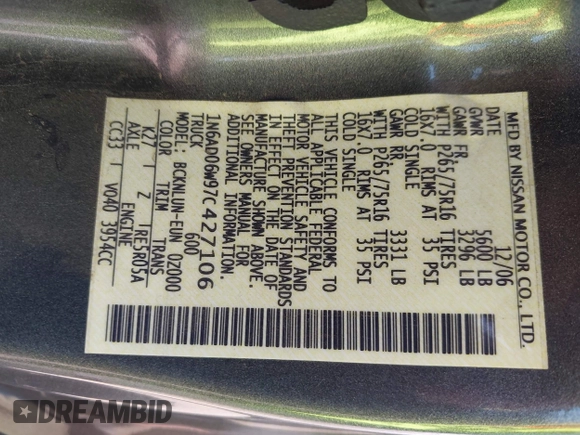 MFD BY NISSAN MOTOR CO., LTD.
DATE 12/06
GVWR 5600 LB
GAWR FR 3296 LB
WITH P265/75R16 TIRES
16X7.0 RIMS AT 35 PSI
COLD SINGLE
GAWR RR 3331 LB
WITH P265/75R16 TIRES
16X7.0 RIMS AT 35 PSI
COLD SINGLE
THIS VEHICLE CONFORMS TO
ALL APPLICABLE FEDERAL
MOTOR VEHICLE SAFETY AND
THEFT PREVENTION STANDARDS
IN EFFECT ON THE DATE OF
MANUFACTURE SHOWN ABOVE.
SEE OWNERS MANUAL FOR
ADDITIONAL INFORMATION.
1N6AD06W97C427106
TRUCK 600
MODEL: BCKNLUN-EUN 02000
COLOR TRIM TRANS
K27 I Z I RE5R05A
AXLE ENGINE
CC33 I VQ40 3954CC
DREAMBID